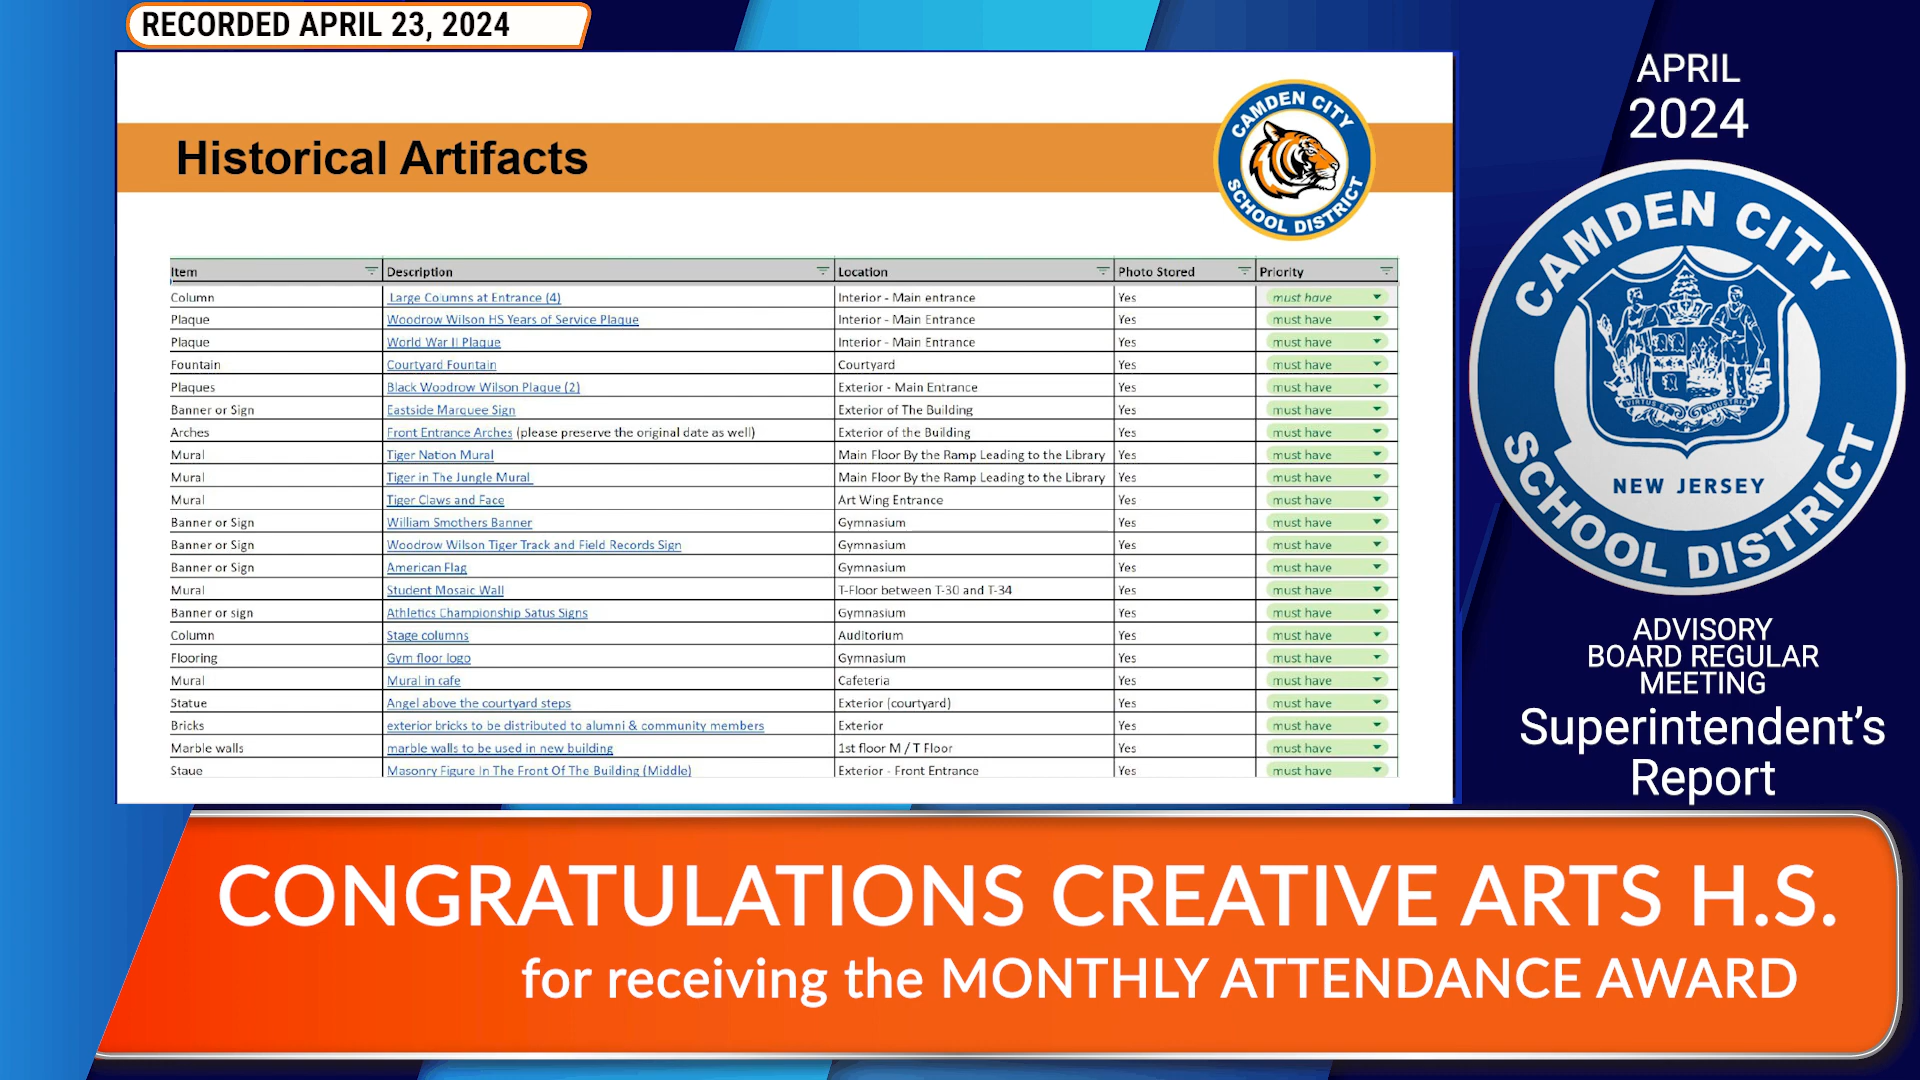 RECORDED APRIL 23, 2024
Historical Artifacts
CAMDEN CITY
SCHOOL DISTRICT
Item Description Location Photo Stored Priority
Column Large Columns at Entrance (4) Interior - Main entrance Yes must have
Plaque Woodrow Wilson HS Years of Service Plaque Interior - Main Entrance Yes must have
Plaque World War II Plaque Interior - Main Entrance Yes must have
Fountain Courtyard Fountain Courtyard Yes must have
Plaques Black Woodrow Wilson Plaque (2) Exterior - Main Entrance Yes must have
Banner or Sign Eastside Marquee Sign Exterior of The Building Yes must have
Arches Front Entrance Arches (please preserve the original date as well) Exterior of the Building Yes must have
Mural Tiger Nation Mural Main Floor By the Ramp Leading to the Library Yes must have
Mural Tiger in The Jungle Mural Main Floor By the Ramp Leading to the Library Yes must have
Mural Tiger Claws and Face Art Wing Entrance Yes must have
Banner or Sign William Smothers Banner Gymnasium Yes must have
Banner or Sign Woodrow Wilson Tiger Track and Field Records Sign Gymnasium Yes must have
Banner or Sign American Flag Gymnasium Yes must have
Mural Student Mosaic Wall T-Floor between T-30 and T-34 Yes must have
Banner or sign Athletics Championship Satus Signs Gymnasium Yes must have
Column Stage columns Auditorium Yes must have
Flooring Gym floor logo Gymnasium Yes must have
Mural Mural in cafe Cafeteria Yes must have
Statue Angel above the courtyard steps Exterior (courtyard) Yes must have
Bricks exterior bricks to be distributed to alumni & community members Exterior Yes must have
Marble walls marble walls to be used in new building 1st floor M / T Floor Yes must have
Staue Masonry Figure In The Front Of The Building (Middle) Exterior - Front Entrance Yes must have
APRIL
2024
CAMDEN CITY
VIRTUS ET INDUSTRIA
NEW JERSEY
SCHOOL DISTRICT
ADVISORY
BOARD REGULAR
MEETING
Superintendent's
Report
CONGRATULATIONS CREATIVE ARTS H.S.
for receiving the MONTHLY ATTENDANCE AWARD